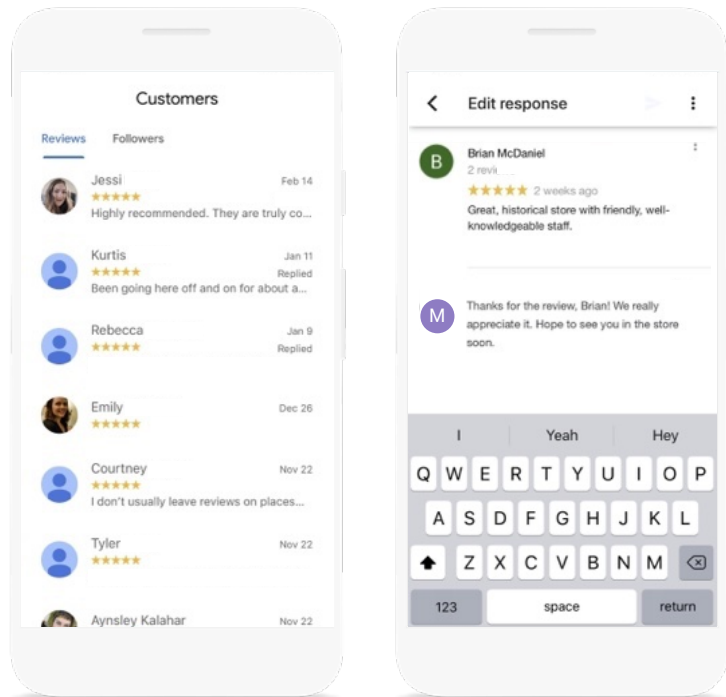 Customers
Reviews Followers
Jessi Feb 14
Highly recommended. They are truly co...
Kurtis Jan 11
Replied
Been going here off and on for about a...
Rebecca Jan 9
Replied
Emily Dec 26
Courtney Nov 22
I don't usually leave reviews on places...
Tyler Nov 22
Aynsley Kalahar Nov 22
Edit response
B
Brian McDaniel
2
2 weeks ago
Great, historical store with friendly, well-
knowledgeable staff.
M
Thanks for the review, Brian! We really
appreciate it. Hope to see you in the store
soon.
I Yeah Hey
Q W E R T Y U I O P
A S D F G H J K L
Z X C V B N M
123 space return